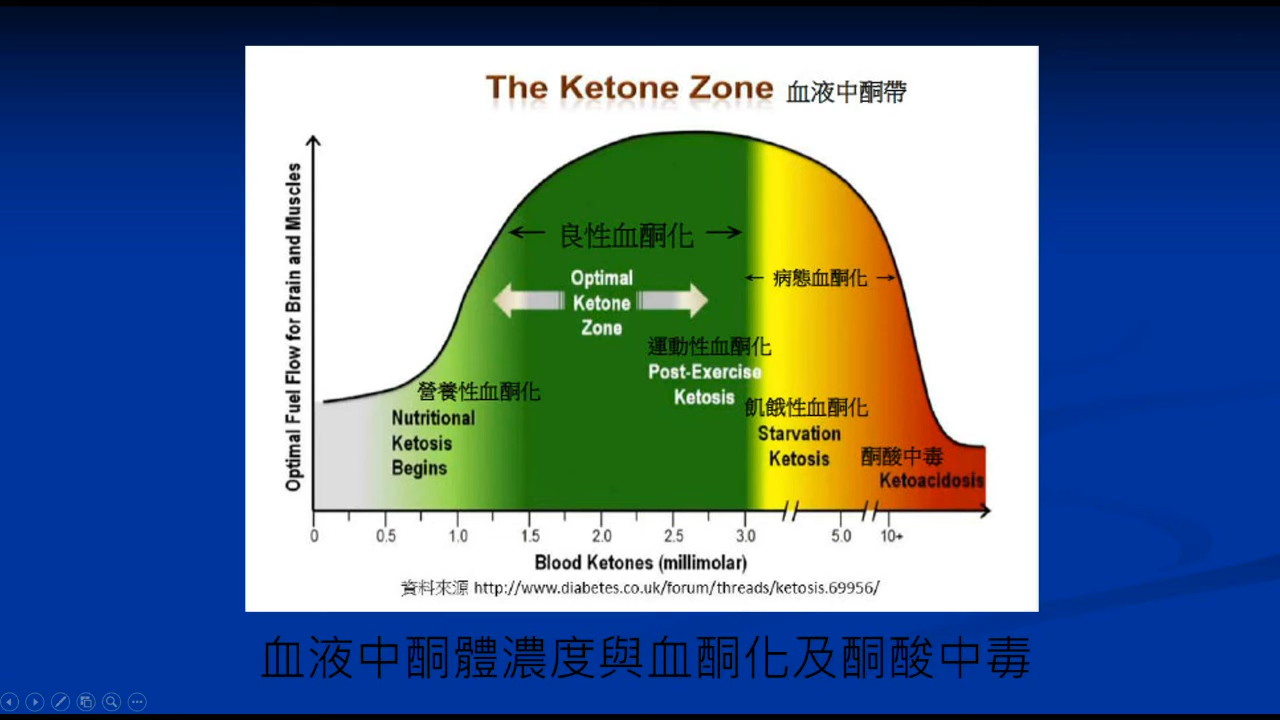 The Ketone Zone 血液中酮帶
Optimal Fuel Flow for Brain and Muscles
← 良性血酮化 →
Optimal
Ketone
Zone
← 病態血酮化 →
運動性血酮化
Post-Exercise
Ketosis
營養性血酮化
Nutritional
Ketosis
Begins
飢餓性血酮化
Starvation
Ketosis
酮酸中毒
Ketoacidosis
0 0.5 1.0 1.5 2.0 2.5 3.0 5.0 10+
Blood Ketones (millimolar)
資料來源 http://www.diabetes.co.uk/forum/threads/ketosis.69956/
血液中酮體濃度與血酮化及酮酸中毒